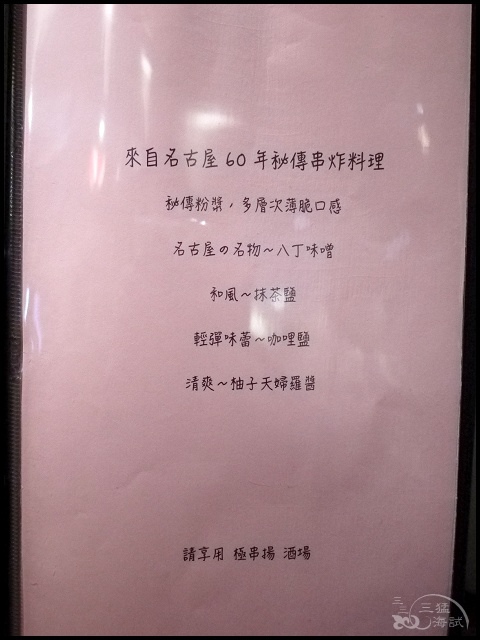 來自名古屋60年祕傳串炸料理
祕傳粉漿，多層次薄脆口感
名古屋の名物～八丁味噌
和風～抹茶鹽
輕彈味蕾～咖哩鹽
清爽～柚子天婦羅醬
請享用 極串揚 酒場
三猛
海試